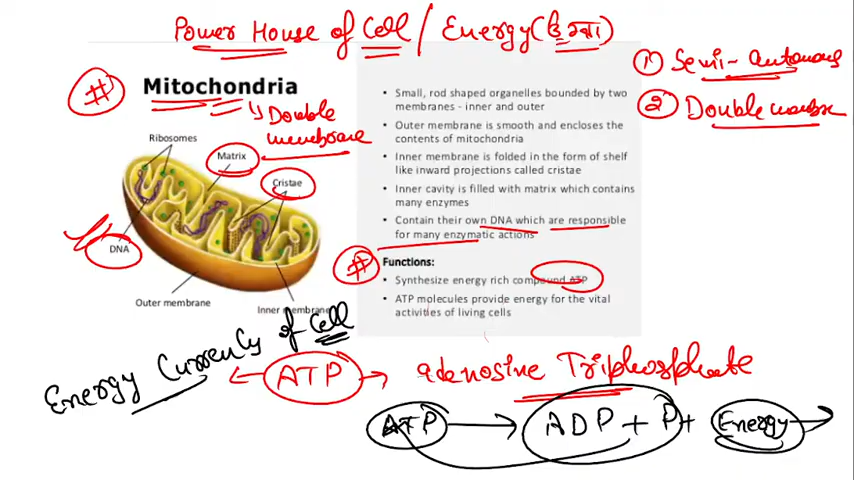 Power House of Cell / Energy (ऊर्जा)
① Semi-autonomous
② Double membrane
# Mitochondria
↳ Double membrane
Ribosomes
Matrix
Cristae
DNA
Outer membrane
Inner membrane
• Small, rod shaped organelles bounded by two
membranes - inner and outer
• Outer membrane is smooth and encloses the
contents of mitochondria
• Inner membrane is folded in the form of shelf
like inward projections called cristae
• Inner cavity is filled with matrix which contains
many enzymes
• Contain their own DNA which are responsible
for many enzymatic actions
# Functions:
• Synthesize energy rich compound ATP
• ATP molecules provide energy for the vital
activities of living cells
Energy Currency of Cell
← ATP → adenosine Triphosphate
ATP → ADP + P + Energy →